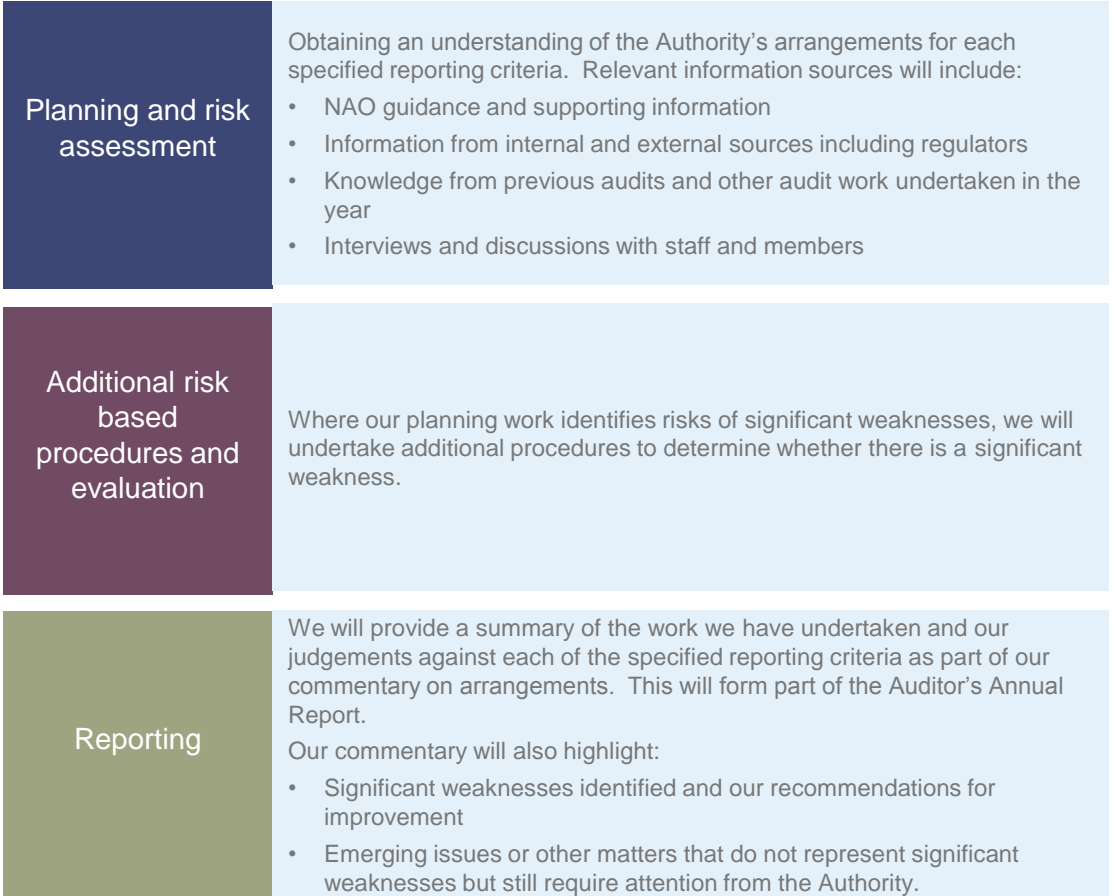 Planning and risk
assessment
Obtaining an understanding of the Authority’s arrangements for each
specified reporting criteria.  Relevant information sources will include:
• NAO guidance and supporting information
• Information from internal and external sources including regulators
• Knowledge from previous audits and other audit work undertaken in the
year
• Interviews and discussions with staff and members
Additional risk
based
procedures and
evaluation
Where our planning work identifies risks of significant weaknesses, we will
undertake additional procedures to determine whether there is a significant
weakness.
Reporting
We will provide a summary of the work we have undertaken and our
judgements against each of the specified reporting criteria as part of our
commentary on arrangements.  This will form part of the Auditor’s Annual
Report.
Our commentary will also highlight:
• Significant weaknesses identified and our recommendations for
improvement
• Emerging issues or other matters that do not represent significant
weaknesses but still require attention from the Authority.